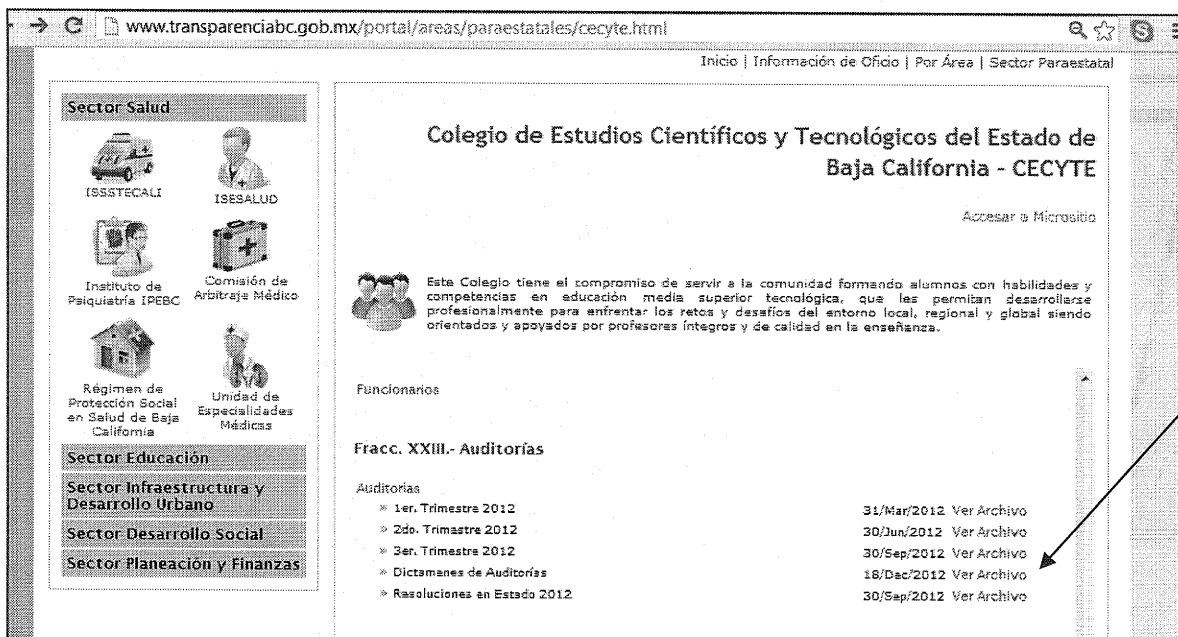 www.transparenciabc.gob.mx/portal/areas/paraestatales/cecyte.html
Inicio | Información de Oficio | Por Área | Sector Paraestatal
Sector Salud
ISSSTECALI
ISESALUD
Instituto de
Psiquiatría IPEBC
Comisión de
Arbitraje Médico
Régimen de
Protección Social
en Salud de Baja
California
Unidad de
Especialidades
Médicas
Sector Educación
Sector Infraestructura y
Desarrollo Urbano
Sector Desarrollo Social
Sector Planeación y Finanzas
Colegio de Estudios Científicos y Tecnológicos del Estado de
Baja California - CECYTE
Accesar a Micrositio
Este Colegio tiene el compromiso de servir a la comunidad formando alumnos con habilidades y
competencias en educación media superior tecnológica, que les permitan desarrollarse
profesionalmente para enfrentar los retos y desafíos del entorno local, regional y global siendo
orientados y apoyados por profesores íntegros y de calidad en la enseñanza.
Funcionarios
Fracc. XXIII.- Auditorías
Auditorias
» 1er. Trimestre 2012 31/Mar/2012 Ver Archivo
» 2do. Trimestre 2012 30/Jun/2012 Ver Archivo
» 3er. Trimestre 2012 30/Sep/2012 Ver Archivo
» Dictamenes de Auditorías 18/Dec/2012 Ver Archivo
» Resoluciones en Estado 2012 30/Sep/2012 Ver Archivo